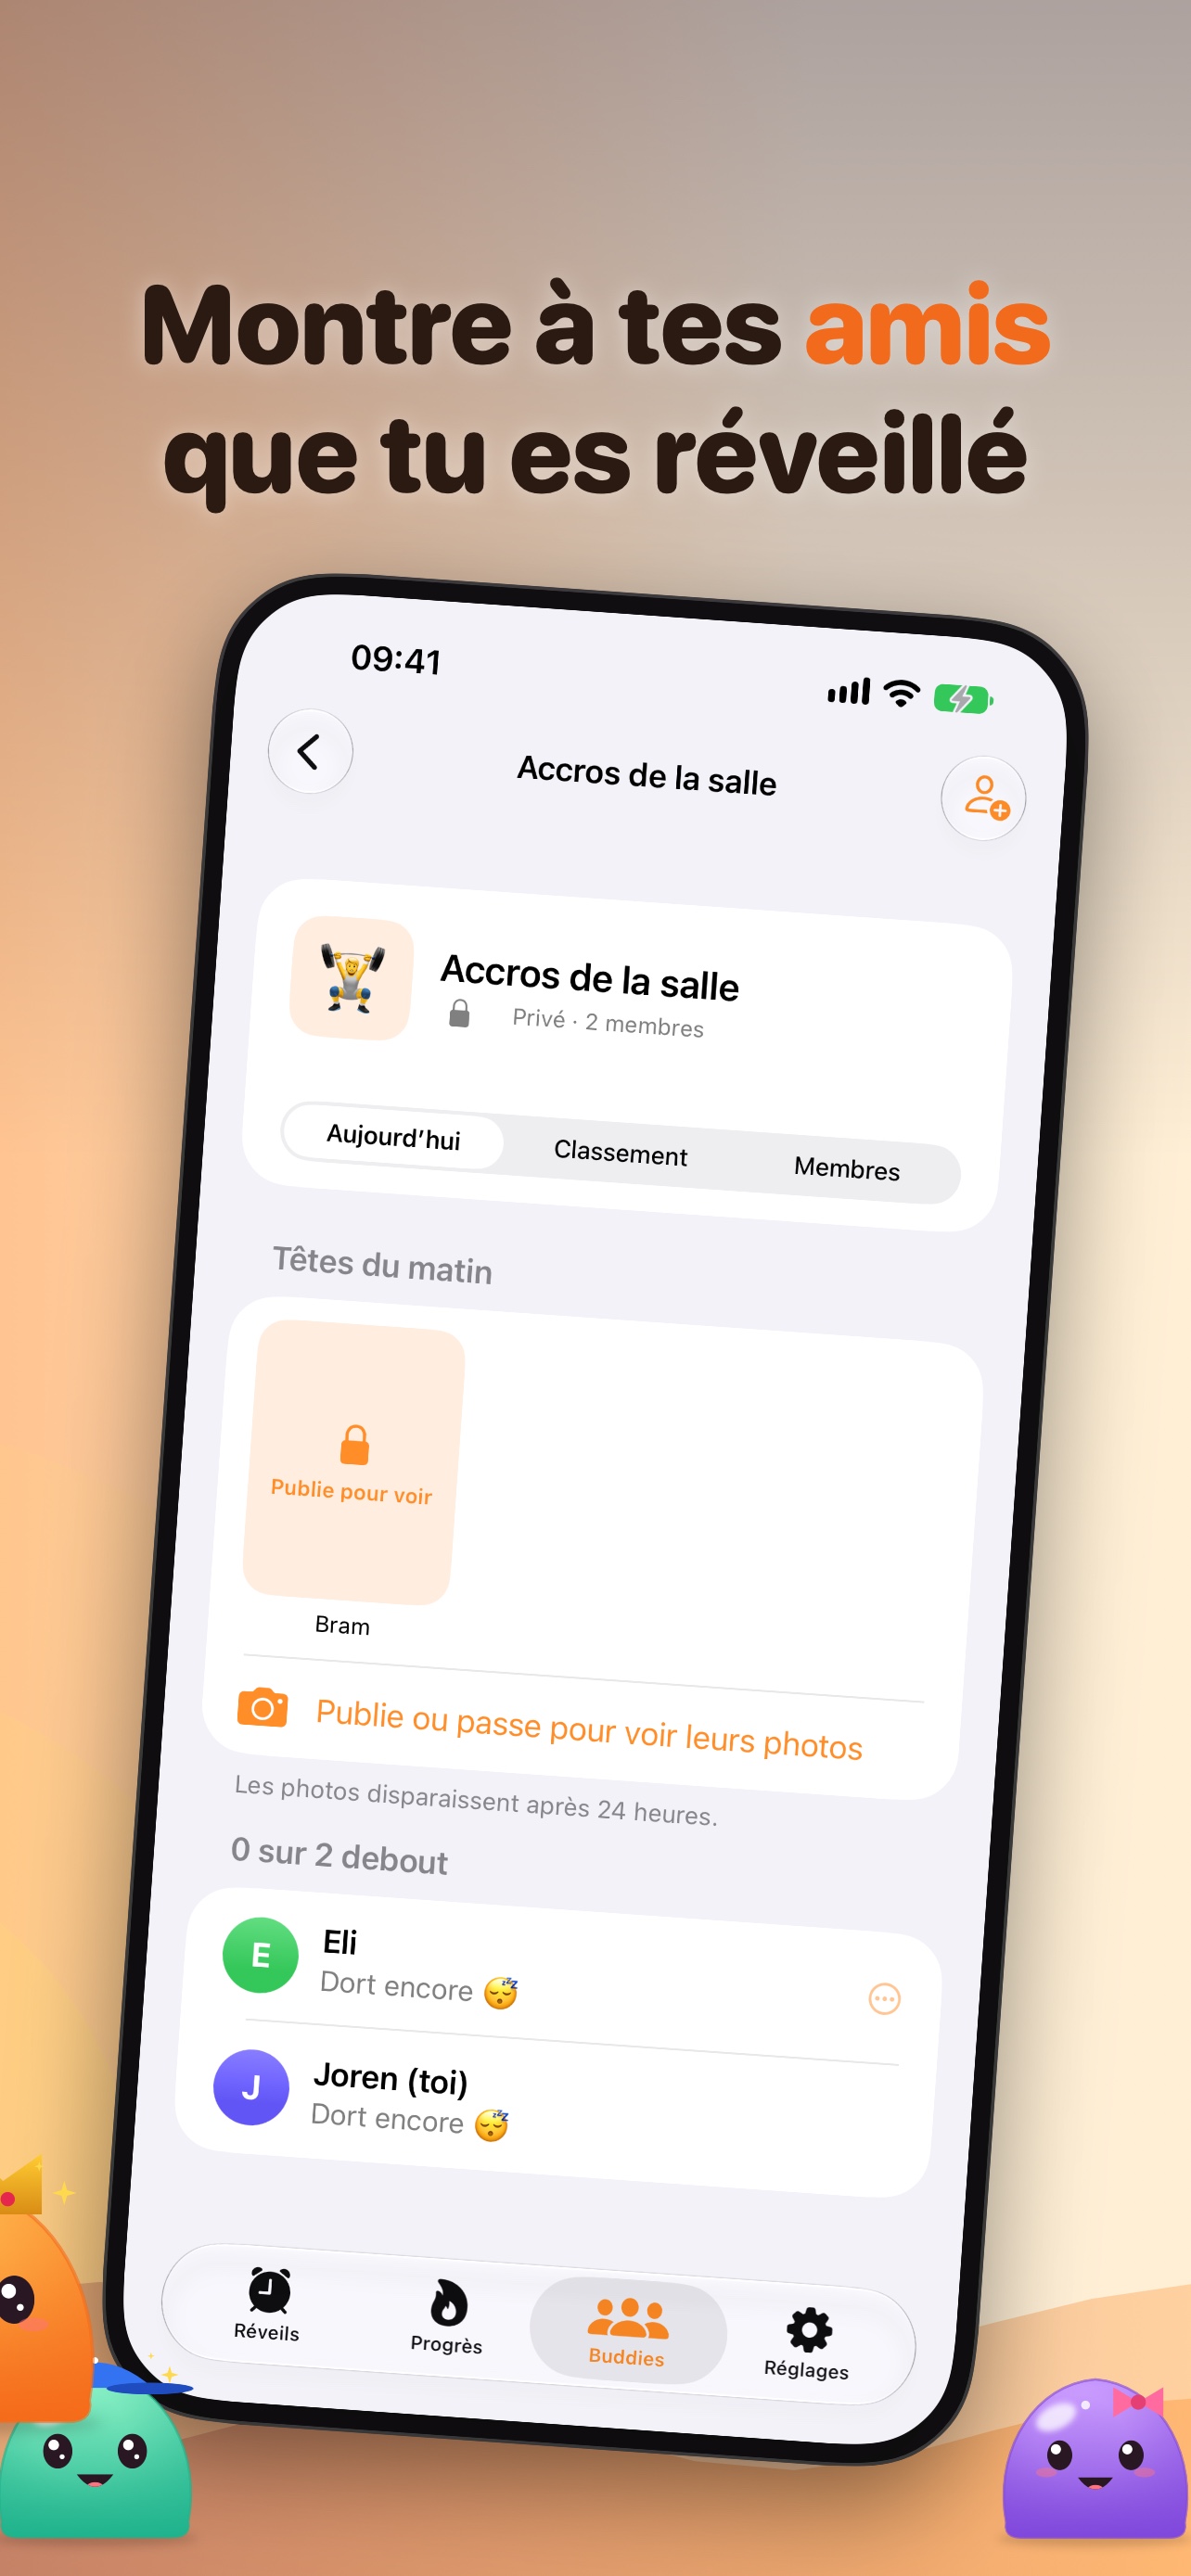 Montre à tes amis
que tu es réveillé
09:41
Accros de la salle
Accros de la salle
Privé · 2 membres
Aujourd’hui
Classement
Membres
Têtes du matin
Publie pour voir
Bram
Publie ou passe pour voir leurs photos
Les photos disparaissent après 24 heures.
0 sur 2 debout
E
Eli
Dort encore 😴
J
Joren (toi)
Dort encore 😴
Réveils
Progrès
Buddies
Réglages